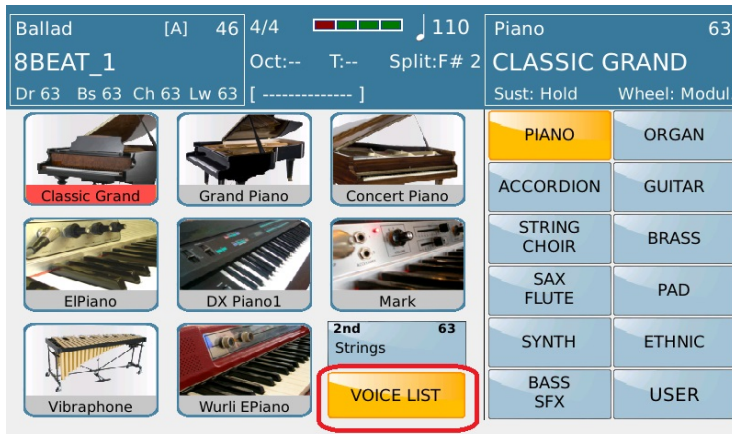 Ballad [A] 46
8BEAT_1
Dr 63 Bs 63 Ch 63 Lw 63
4/4 110
Oct:-- T:-- Split:F# 2
[ -------------- ]
Piano 63
CLASSIC GRAND
Sust: Hold Wheel: Modul
Classic Grand
Grand Piano
Concert Piano
ElPiano
DX Piano1
Mark
Vibraphone
Wurli EPiano
2nd 63
Strings
VOICE LIST
PIANO
ORGAN
ACCORDION
GUITAR
STRING
CHOIR
BRASS
SAX
FLUTE
PAD
SYNTH
ETHNIC
BASS
SFX
USER